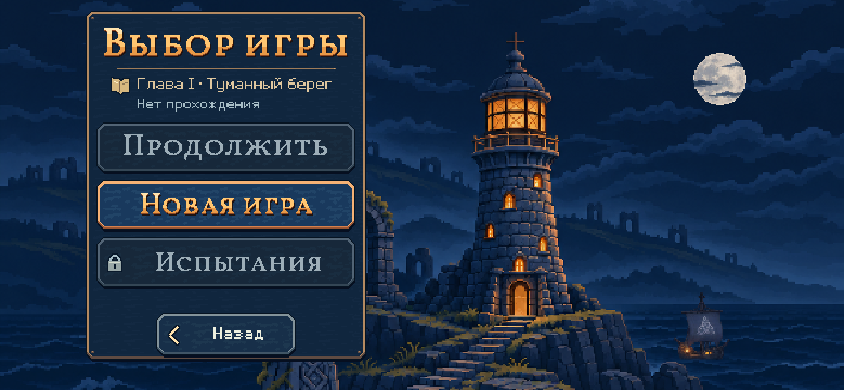 Выбор игры
Глава I • Туманный берег
Нет прохождения
Продолжить
Новая игра
Испытания
Назад